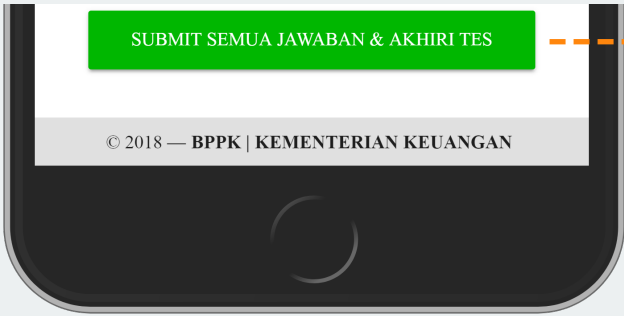 SUBMIT SEMUA JAWABAN & AKHIRI TES
© 2018 — BPPK | KEMENTERIAN KEUANGAN